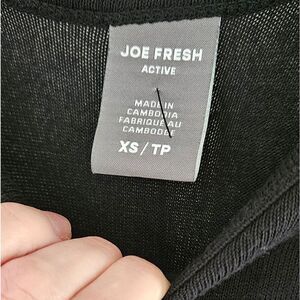 JOE FRESH
ACTIVE
MADE IN
CAMBODIA
FABRIQUÉ AU
CAMBODGE
XS / TP